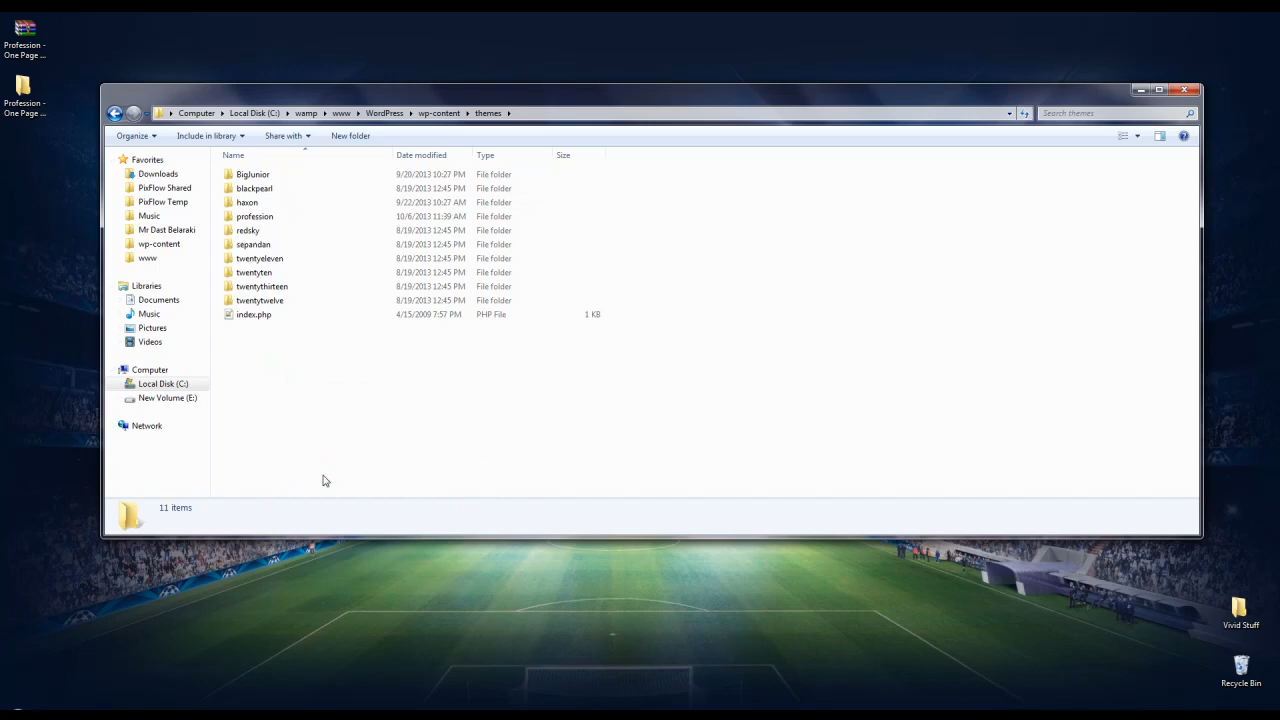 Profession -
One Page ...
Profession -
One Page ...
Computer
Local Disk (C:)
wamp
www
WordPress
wp-content
themes
Search themes
Organize
Include in library
Share with
New folder
Name
Date modified
Type
Size
Favorites
Downloads
PixFlow Shared
PixFlow Temp
Music
Mr Dast Belaraki
wp-content
www
Libraries
Documents
Music
Pictures
Videos
Computer
Local Disk (C:)
New Volume (E:)
Network
BigJunior 9/20/2013 10:27 PM File folder
blackpearl 8/19/2013 12:45 PM File folder
haxon 9/22/2013 10:27 AM File folder
profession 10/6/2013 11:39 AM File folder
redsky 8/19/2013 12:45 PM File folder
sepandan 8/19/2013 12:45 PM File folder
twentyeleven 8/19/2013 12:45 PM File folder
twentyten 8/19/2013 12:45 PM File folder
twentythirteen 8/19/2013 12:45 PM File folder
twentytwelve 8/19/2013 12:45 PM File folder
index.php 4/15/2009 7:57 PM PHP File 1 KB
11 items
Vivid Stuff
Recycle Bin